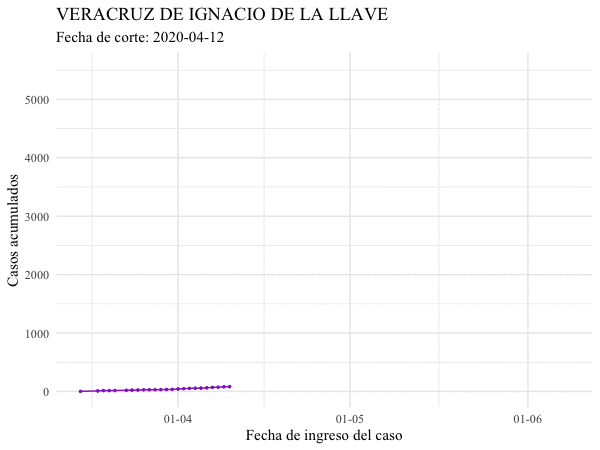 VERACRUZ DE IGNACIO DE LA LLAVE
Fecha de corte: 2020-04-12
Casos acumulados
5000
4000
3000
2000
1000
0
01-04
01-05
01-06
Fecha de ingreso del caso